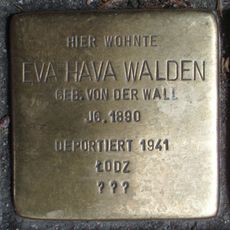 HIER WOHNTE
EVA HAVA WALDEN
GEB. VON DER WALL
JG. 1890
DEPORTIERT 1941
ŁODZ
???